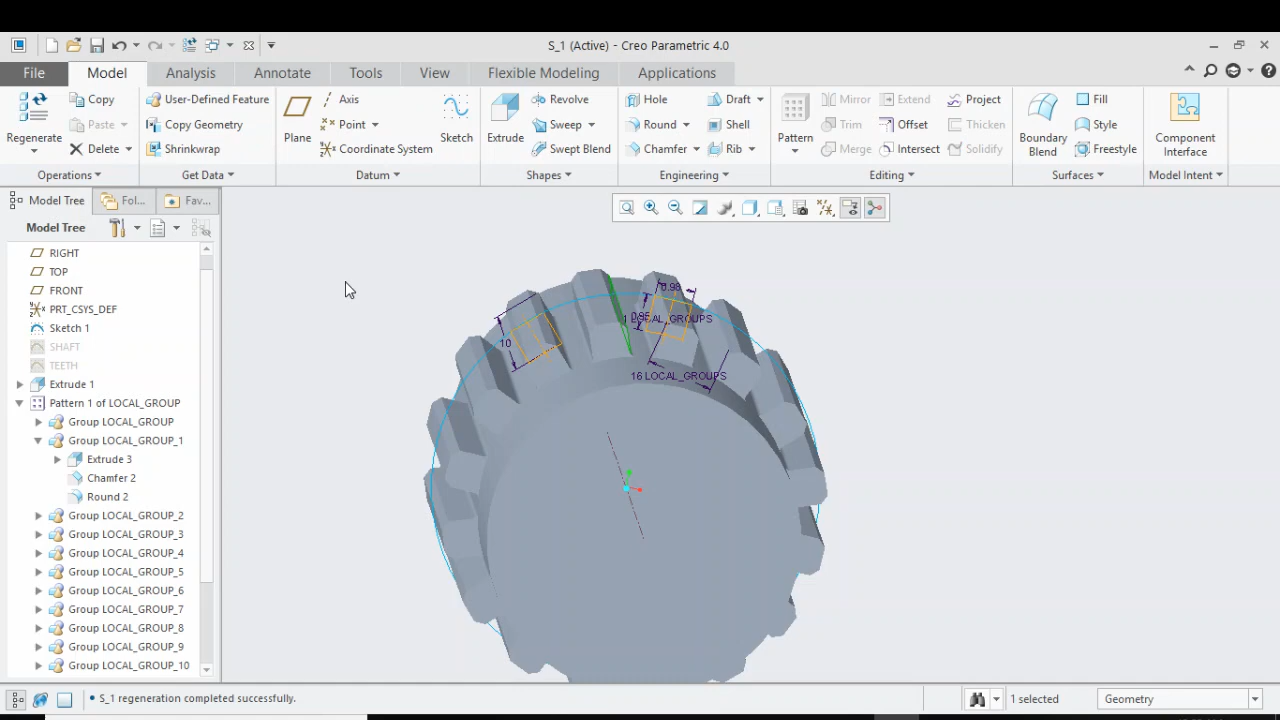 S_1 (Active) - Creo Parametric 4.0
File Model Analysis Annotate Tools View Flexible Modeling Applications
Regenerate
Copy
Paste
Delete
Operations
User-Defined Feature
Copy Geometry
Shrinkwrap
Get Data
Plane
Axis
Point
Coordinate System
Sketch
Datum
Extrude
Revolve
Sweep
Swept Blend
Shapes
Hole
Round
Chamfer
Draft
Shell
Rib
Engineering
Pattern
Mirror
Trim
Merge
Extend
Offset
Intersect
Project
Thicken
Solidify
Editing
Boundary
Blend
Fill
Style
Freestyle
Surfaces
Component
Interface
Model Intent
Model Tree Fol... Fav...
Model Tree
RIGHT
TOP
FRONT
PRT_CSYS_DEF
Sketch 1
SHAFT
TEETH
Extrude 1
Pattern 1 of LOCAL_GROUP
Group LOCAL_GROUP
Group LOCAL_GROUP_1
Extrude 3
Chamfer 2
Round 2
Group LOCAL_GROUP_2
Group LOCAL_GROUP_3
Group LOCAL_GROUP_4
Group LOCAL_GROUP_5
Group LOCAL_GROUP_6
Group LOCAL_GROUP_7
Group LOCAL_GROUP_8
Group LOCAL_GROUP_9
Group LOCAL_GROUP_10
0.98
10
16 LOCAL_GROUPS
S_1 regeneration completed successfully.
1 selected
Geometry